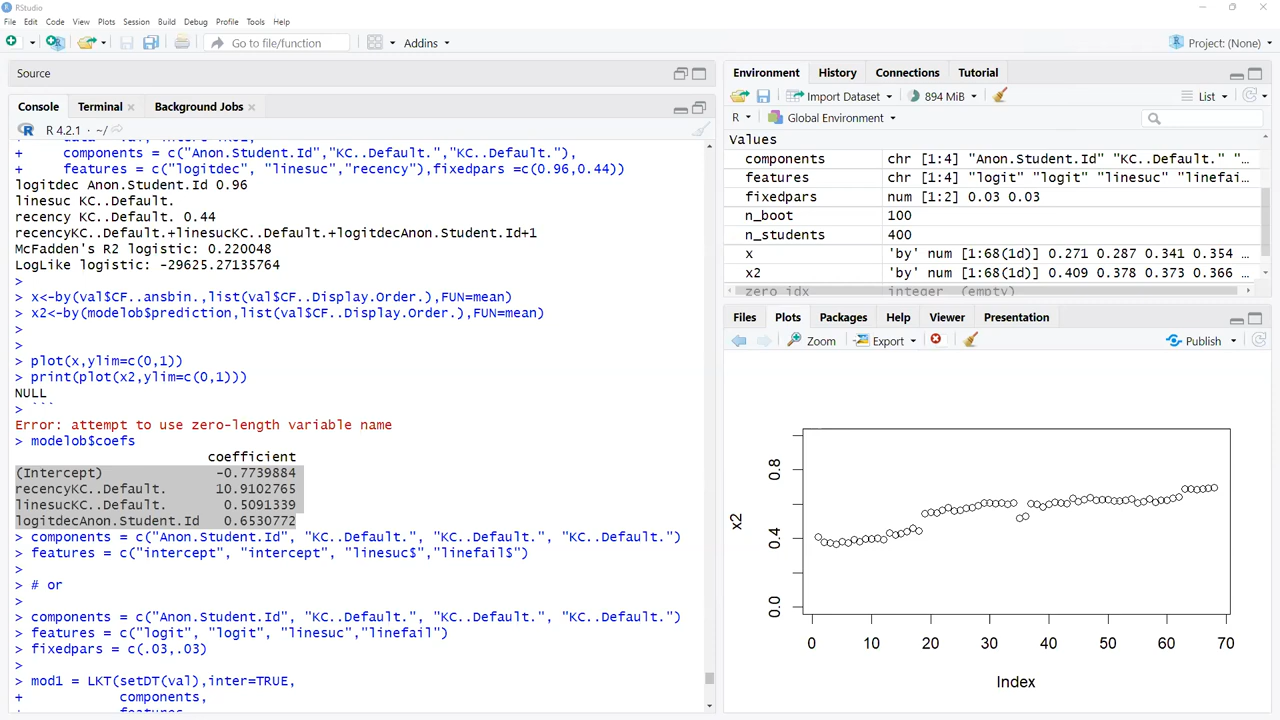 RStudio
File Edit Code View Plots Session Build Debug Profile Tools Help
Go to file/function Addins Project: (None)
Source
Console Terminal Background Jobs
R 4.2.1 · ~/
+ components = c("Anon.Student.Id","KC..Default.","KC..Default."),
+ features = c("logitdec", "linesuc","recency"),fixedpars =c(0.96,0.44))
logitdec Anon.Student.Id 0.96
linesuc KC..Default.
recency KC..Default. 0.44
recencyKC..Default.+linesucKC..Default.+logitdecAnon.Student.Id+1
McFadden's R2 logistic: 0.220048
LogLike logistic: -29625.27135764
>
> x<-by(val$CF..ansbin.,list(val$CF..Display.Order.),FUN=mean)
> x2<-by(modelob$prediction,list(val$CF..Display.Order.),FUN=mean)
>
>
> plot(x,ylim=c(0,1))
> print(plot(x2,ylim=c(0,1)))
NULL
> ```
Error: attempt to use zero-length variable name
> modelob$coefs
coefficient
(Intercept) -0.7739884
recencyKC..Default. 10.9102765
linesucKC..Default. 0.5091339
logitdecAnon.Student.Id 0.6530772
> components = c("Anon.Student.Id", "KC..Default.", "KC..Default.", "KC..Default.")
> features = c("intercept", "intercept", "linesuc$","linefail$")
>
> # or
>
> components = c("Anon.Student.Id", "KC..Default.", "KC..Default.", "KC..Default.")
> features = c("logit", "logit", "linesuc","linefail")
> fixedpars = c(.03,.03)
>
> mod1 = LKT(setDT(val),inter=TRUE,
+ components,
Environment History Connections Tutorial
Import Dataset 894 MiB List
R Global Environment
Values
components chr [1:4] "Anon.Student.Id" "KC..Default." "…
features chr [1:4] "logit" "logit" "linesuc" "linefai…
fixedpars num [1:2] 0.03 0.03
n_boot 100
n_students 400
x 'by' num [1:68(1d)] 0.271 0.287 0.341 0.354 …
x2 'by' num [1:68(1d)] 0.409 0.378 0.373 0.366 …
zero idx integer (empty)
Files Plots Packages Help Viewer Presentation
Zoom Export Publish
x2
0.8
0.4
0.0
0 10 20 30 40 50 60 70
Index